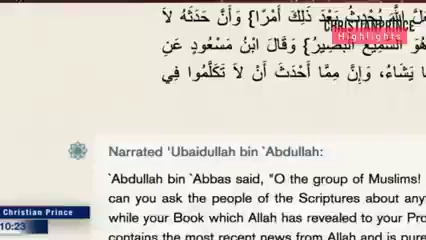 عَلَّ اللَّهَ يُحْدِثُ بَعْدَ ذَلِكَ أَمْرًا} وَأَنَّ حَدَثَهُ لاَ
CHRISTIAN PRINCE
Highlights
هُوَ السَّمِيعُ الْبَصِيرُ} وَقَالَ ابْنُ مَسْعُودٍ عَنِ
يَشَاءُ، وَإِنَّ مِمَّا أَحْدَثَ أَنْ لاَ تَكَلَّمُوا فِي
Narrated 'Ubaidullah bin `Abdullah:
`Abdullah bin `Abbas said, "O the group of Muslims!
can you ask the people of the Scriptures about any
while your Book which Allah has revealed to your Pro
contains the most recent news from Allah and is pure
Christian Prince
10:23